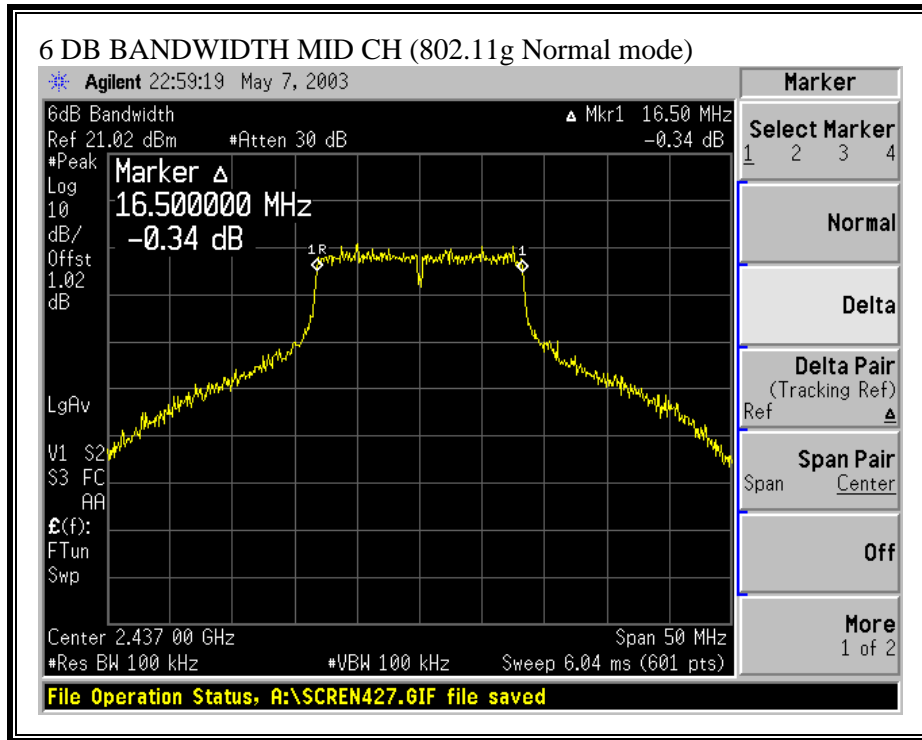 6 DB BANDWIDTH MID CH (802.11g Normal mode)
Agilent 22:59:19 May 7, 2003
6dB Bandwidth
Δ Mkr1 16.50 MHz
Ref 21.02 dBm #Atten 30 dB -0.34 dB
#Peak
Log
10
dB/
Offst
1.02
dB
Marker Δ
16.500000 MHz
-0.34 dB
1R
1
LgAv
V1 S2
S3 FC
AA
£(f):
FTun
Swp
Center 2.437 00 GHz Span 50 MHz
#Res BW 100 kHz #VBW 100 kHz Sweep 6.04 ms (601 pts)
File Operation Status, A:\SCREN427.GIF file saved
Marker
Select Marker
1 2 3 4
Normal
Delta
Delta Pair
(Tracking Ref)
Ref Δ
Span Pair
Span Center
Off
More
1 of 2